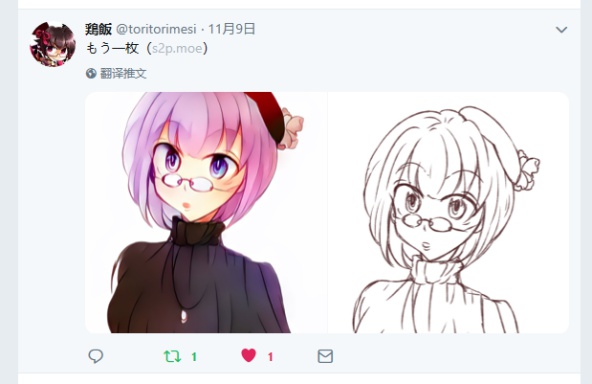 鶏飯 @toritorimesi · 11月9日
もう一枚（s2p.moe）
翻译推文
1 1